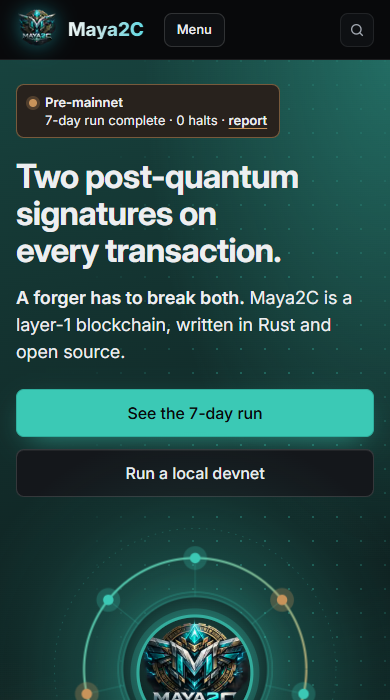 MAYA2C
Maya2C
Menu
Pre-mainnet
7-day run complete · 0 halts · report
Two post-quantum
signatures on
every transaction.
A forger has to break both. Maya2C is a
layer-1 blockchain, written in Rust and
open source.
See the 7-day run
Run a local devnet
MAYA2C